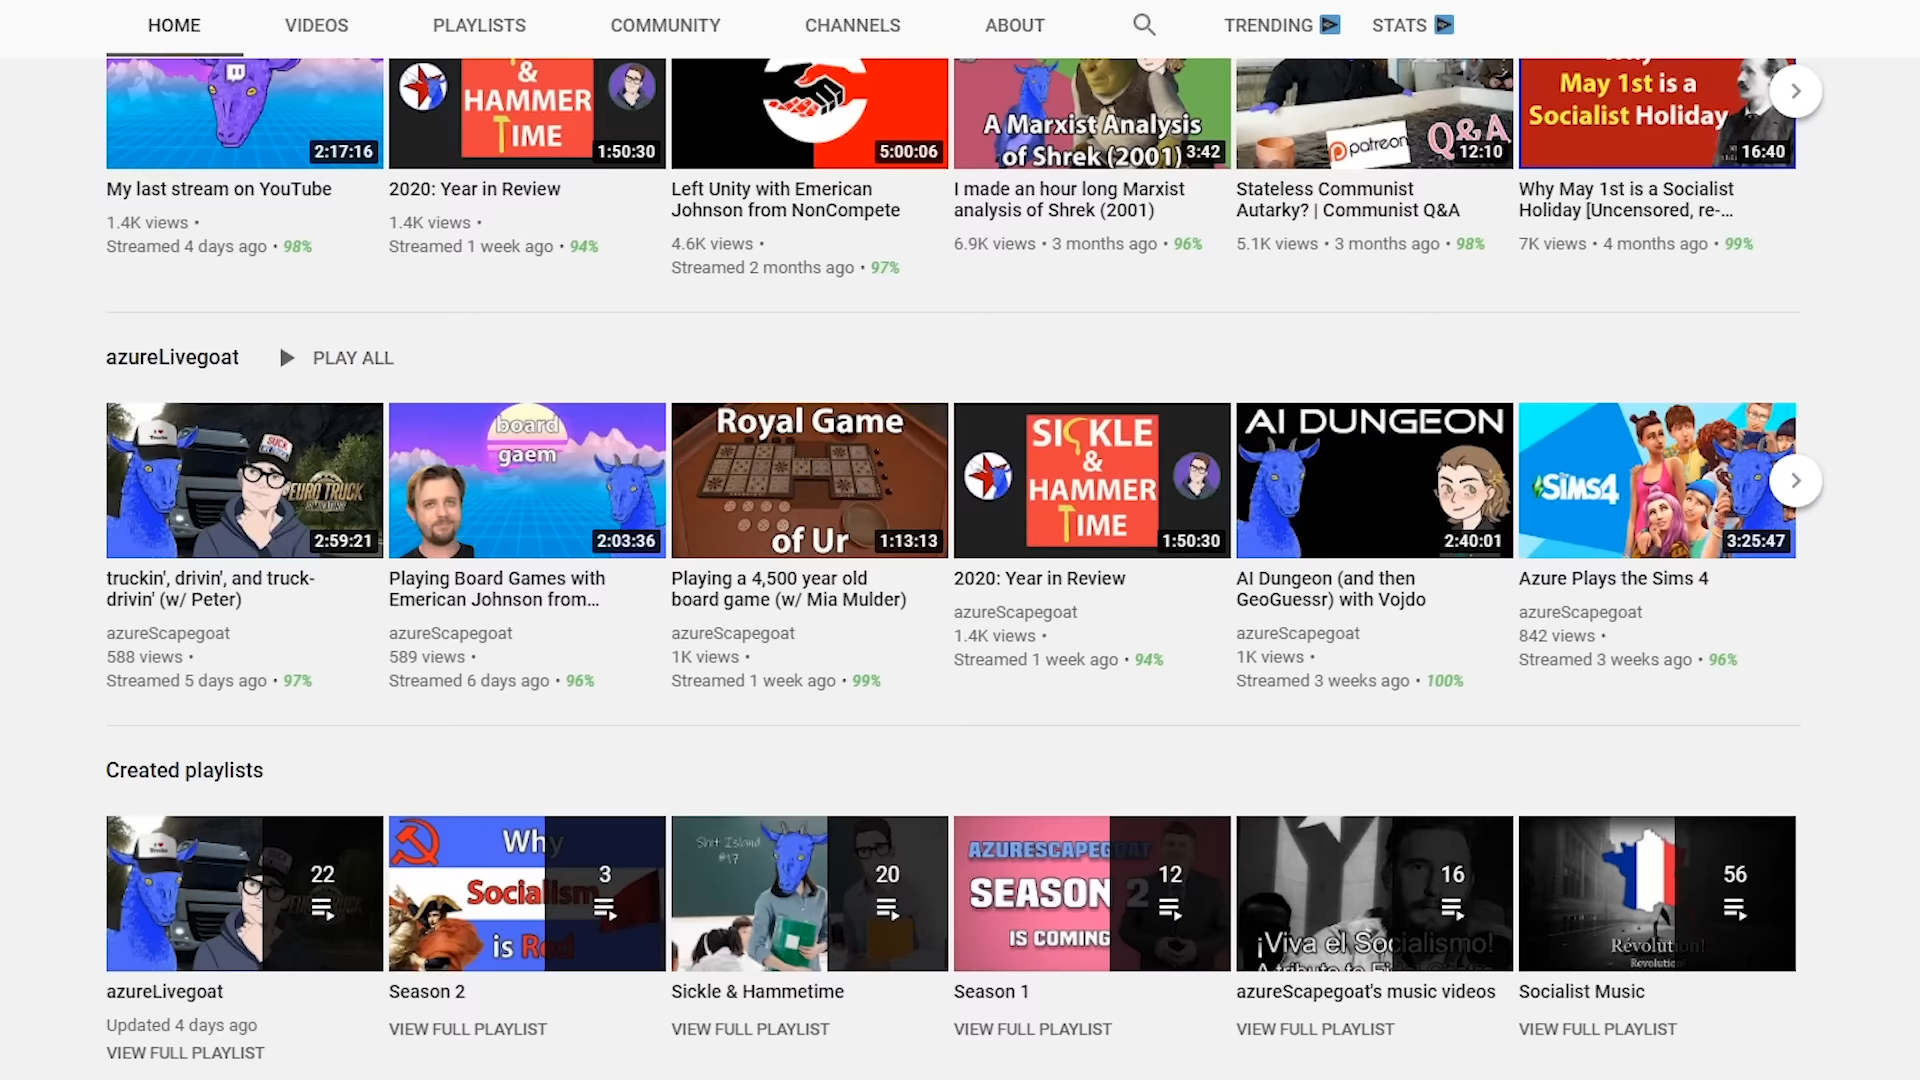 HOME VIDEOS PLAYLISTS COMMUNITY CHANNELS ABOUT TRENDING STATS
2:17:16
&
HAMMER
TIME
1:50:30
5:00:06
A Marxist Analysis
of Shrek (2001)
3:42
patreon
Q&A
12:10
Why
May 1st is a
Socialist Holiday
16:40
My last stream on YouTube
1.4K views •
Streamed 4 days ago • 98%
2020: Year in Review
1.4K views •
Streamed 1 week ago • 94%
Left Unity with Emerican
Johnson from NonCompete
4.6K views •
Streamed 2 months ago • 97%
I made an hour long Marxist
analysis of Shrek (2001)
6.9K views • 3 months ago • 96%
Stateless Communist
Autarky? | Communist Q&A
5.1K views • 3 months ago • 98%
Why May 1st is a Socialist
Holiday [Uncensored, re-...
7K views • 4 months ago • 99%
azureLivegoat PLAY ALL
SUCK
EURO TRUCK
2:59:21
board
gaem
2:03:36
Royal Game
of Ur
1:13:13
SICKLE
&
HAMMER
TIME
1:50:30
AI DUNGEON
2:40:01
SIMS4
3:25:47
truckin', drivin', and truck-
drivin' (w/ Peter)
azureScapegoat
588 views •
Streamed 5 days ago • 97%
Playing Board Games with
Emerican Johnson from...
azureScapegoat
589 views •
Streamed 6 days ago • 96%
Playing a 4,500 year old
board game (w/ Mia Mulder)
azureScapegoat
1K views •
Streamed 1 week ago • 99%
2020: Year in Review
azureScapegoat
1.4K views •
Streamed 1 week ago • 94%
AI Dungeon (and then
GeoGuessr) with Vojdo
azureScapegoat
1K views •
Streamed 3 weeks ago • 100%
Azure Plays the Sims 4
azureScapegoat
842 views •
Streamed 3 weeks ago • 96%
Created playlists
22
Why
Socialism
is Red
3
Shit Island
#17
20
AZURESCAPEGOAT
SEASON 2
IS COMING
12
¡Viva el Socialismo!
16
Révolution!
Revolution!
56
azureLivegoat
Updated 4 days ago
VIEW FULL PLAYLIST
Season 2
VIEW FULL PLAYLIST
Sickle & Hammetime
VIEW FULL PLAYLIST
Season 1
VIEW FULL PLAYLIST
azureScapegoat's music videos
VIEW FULL PLAYLIST
Socialist Music
VIEW FULL PLAYLIST